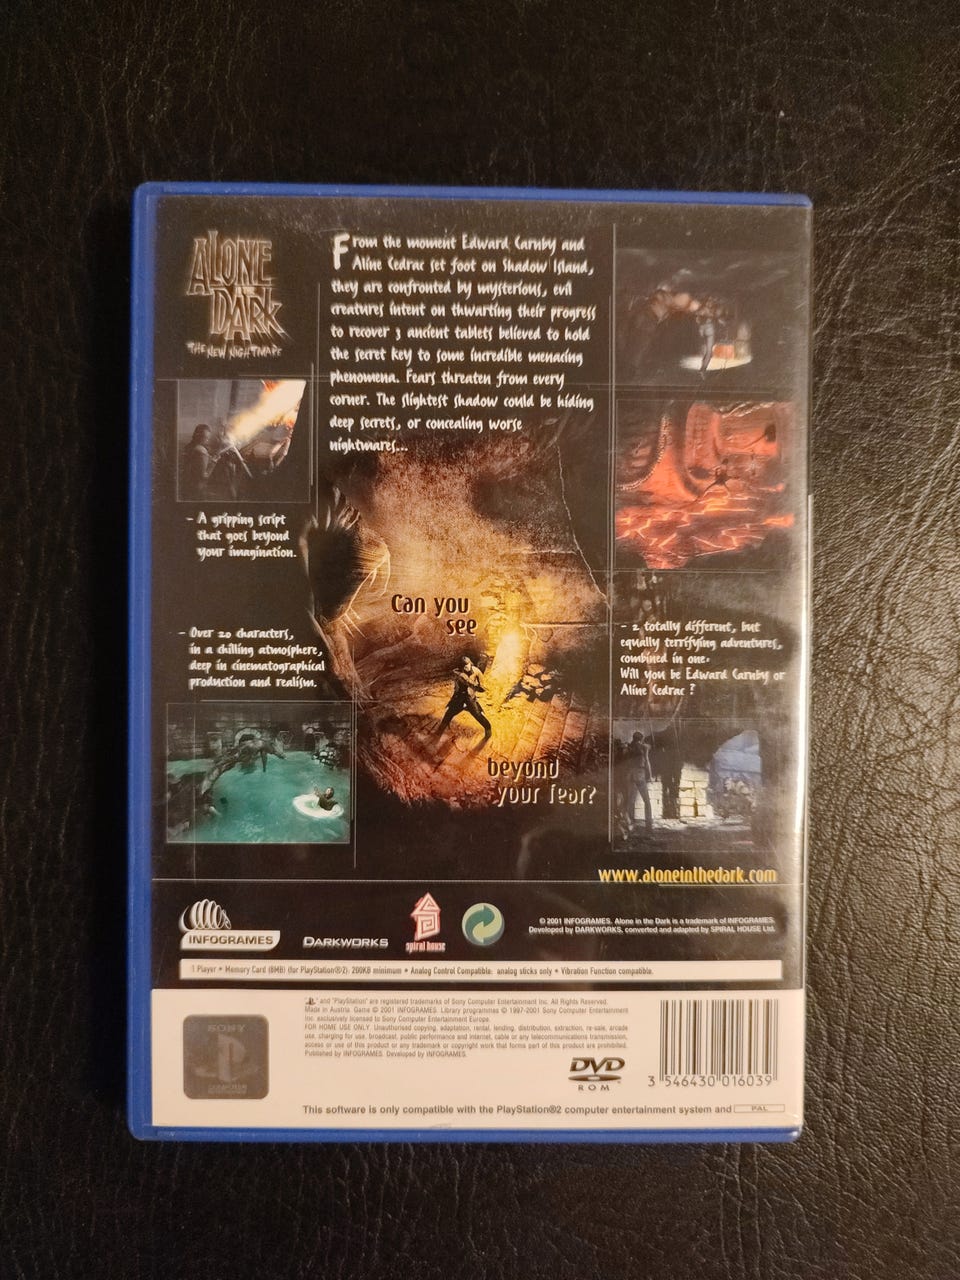 ALONE
IN THE
DARK
THE NEW NIGHTMARE
From the moment Edward Carnby and
Aline Cedrac set foot on Shadow Island,
they are confronted by mysterious, evil
creatures intent on thwarting their progress
to recover 3 ancient tablets believed to hold
the secret key to some incredible menacing
phenomena. Fears threaten from every
corner. The slightest shadow could be hiding
deep secrets, or concealing worse
nightmares...
- A gripping script
that goes beyond
your imagination.
- Over 20 characters,
in a chilling atmosphere,
deep in cinematographical
production and realism.
Can you
see
beyond
your fear?
- 2 totally different, but
equally terrifying adventures,
combined in one.
Will you be Edward Carnby or
Aline Cedrac ?
www.aloneinthedark.com
INFOGRAMES
DARKWORKS
spiral house
© 2001 INFOGRAMES. Alone in the Dark is a trademark of INFOGRAMES.
Developed by DARKWORKS, converted and adapted by SPIRAL HOUSE Ltd.
1 Player • Memory Card (8MB) (for PlayStation®2): 200KB minimum • Analog Control Compatible: analog sticks only • Vibration Function compatible.
"PS" and "PlayStation" are registered trademarks of Sony Computer Entertainment Inc. All Rights Reserved.
Made in Austria. Game © 2001 INFOGRAMES. Library programmes © 1997-2001 Sony Computer Entertainment
Inc. exclusively licensed to Sony Computer Entertainment Europe.
FOR HOME USE ONLY. Unauthorised copying, adaptation, rental, lending, distribution, extraction, re-sale, arcade
use, charging for use, broadcast, public performance and internet, cable or any telecommunications transmission,
access or use of this product or any trademark or copyright work that forms part of this product are prohibited.
Published by INFOGRAMES. Developed by INFOGRAMES.
SONY
COMPUTER
ENTERTAINMENT
DVD
ROM
3 546430 016039
This software is only compatible with the PlayStation®2 computer entertainment system and PAL